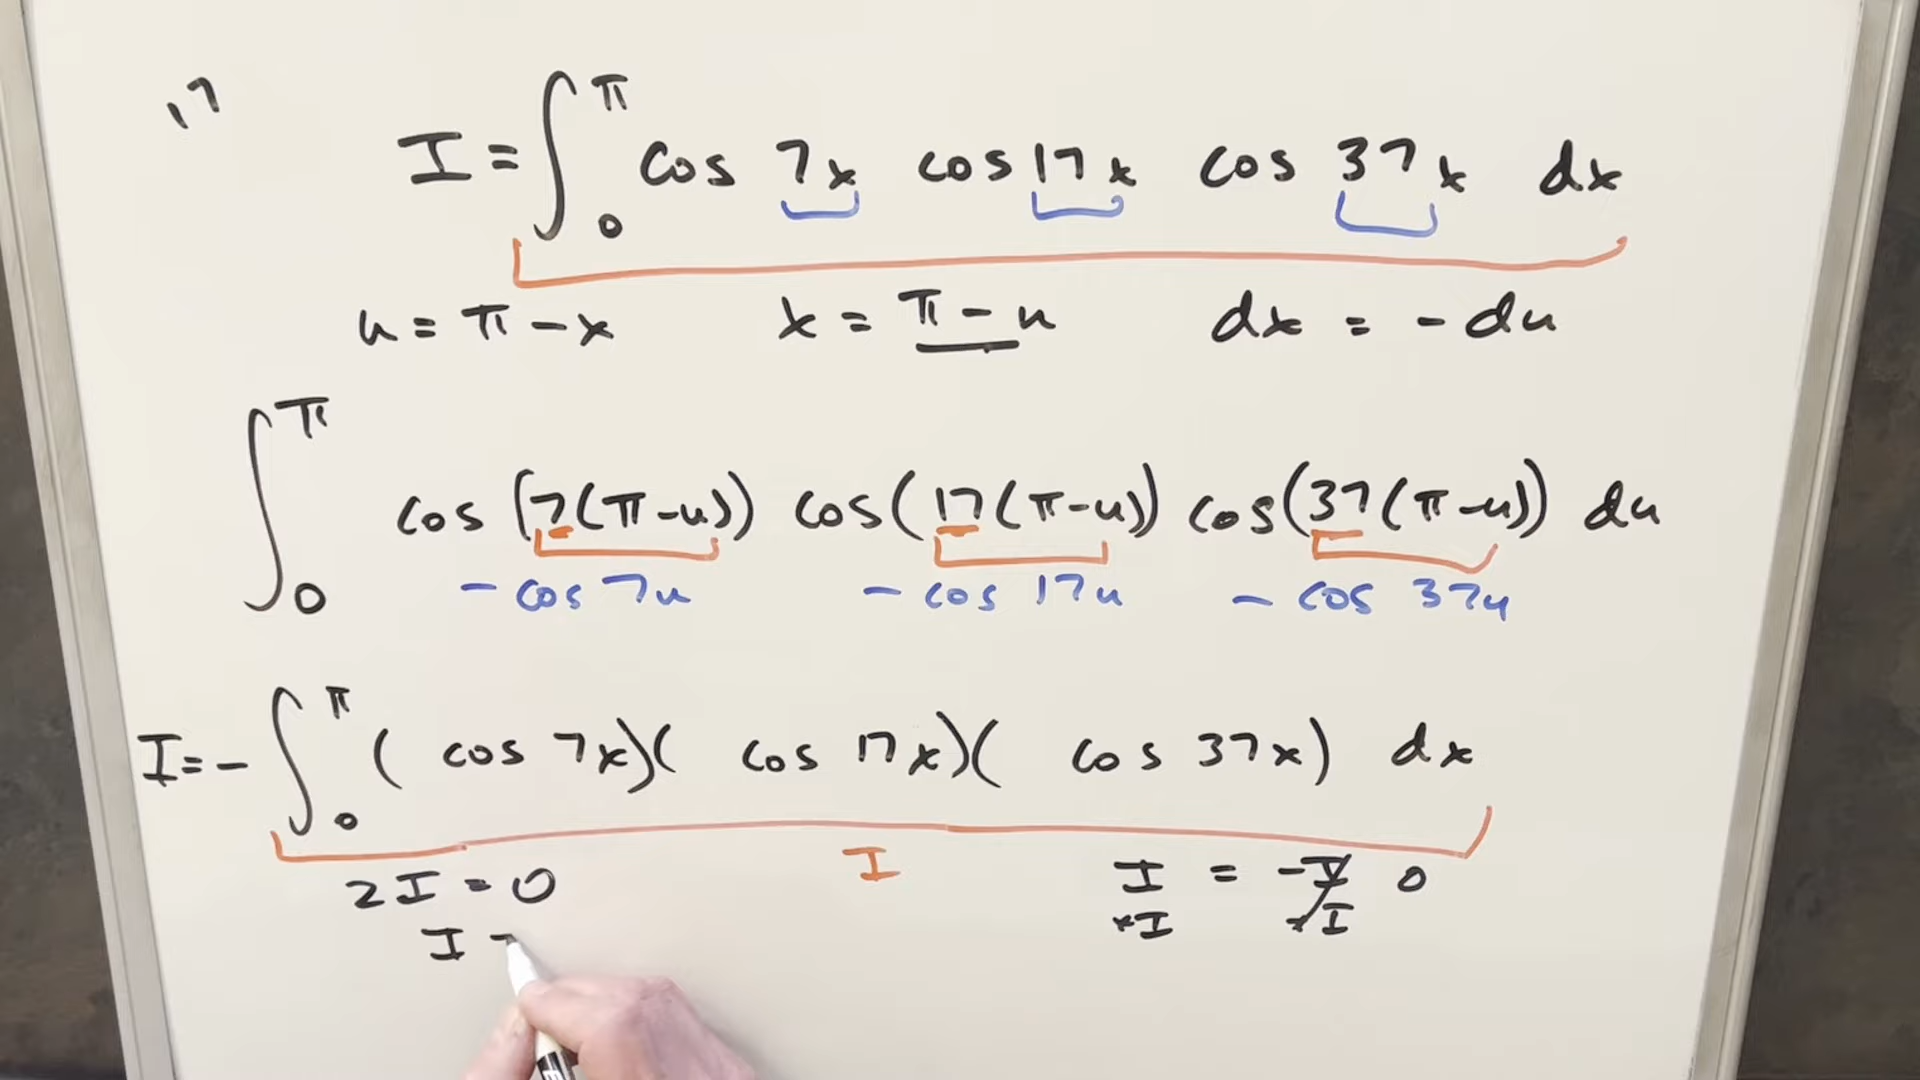 17
I = ∫₀^π cos 7x cos 17x cos 37x dx
u = π - x x = π - u dx = - du
∫₀^π cos (7(π-u)) cos(17(π-u)) cos(37(π-u)) du
- cos 7u - cos 17u - cos 37u
I = - ∫₀^π ( cos 7x)( cos 17x)( cos 37x) dx
2I = 0 I I = -I 0
I = +I +I